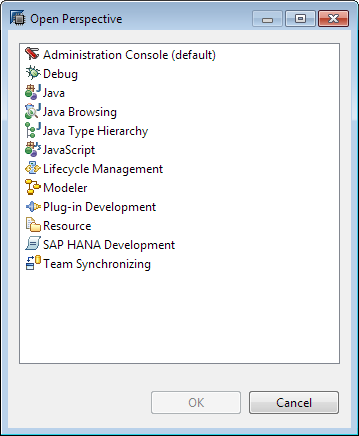 Open Perspective
Administration Console (default)
Debug
Java
Java Browsing
Java Type Hierarchy
JavaScript
Lifecycle Management
Modeler
Plug-in Development
Resource
SAP HANA Development
Team Synchronizing
OK
Cancel